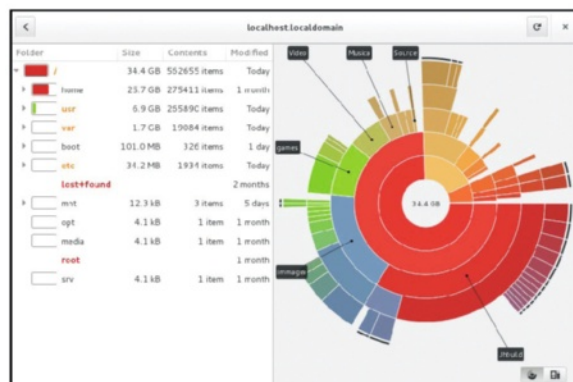 localhost.localdomain
Folder Size Contents Modified
/ 34.4 GB 552655 items Today
home 25.7 GB 275411 items 1 month
usr 6.9 GB 255890 items Today
var 1.7 GB 19084 items Today
boot 101.0 MB 326 items 1 day
etc 34.2 MB 1934 items Today
lost+found 2 months
mnt 12.3 kB 3 items 5 days
opt 4.1 kB 1 item 1 month
media 4.1 kB 1 item 1 month
root 1 month
srv 4.1 kB 1 item 1 month
Video
Musica
Source
games
34.4 GB
Immagini
jhbuild